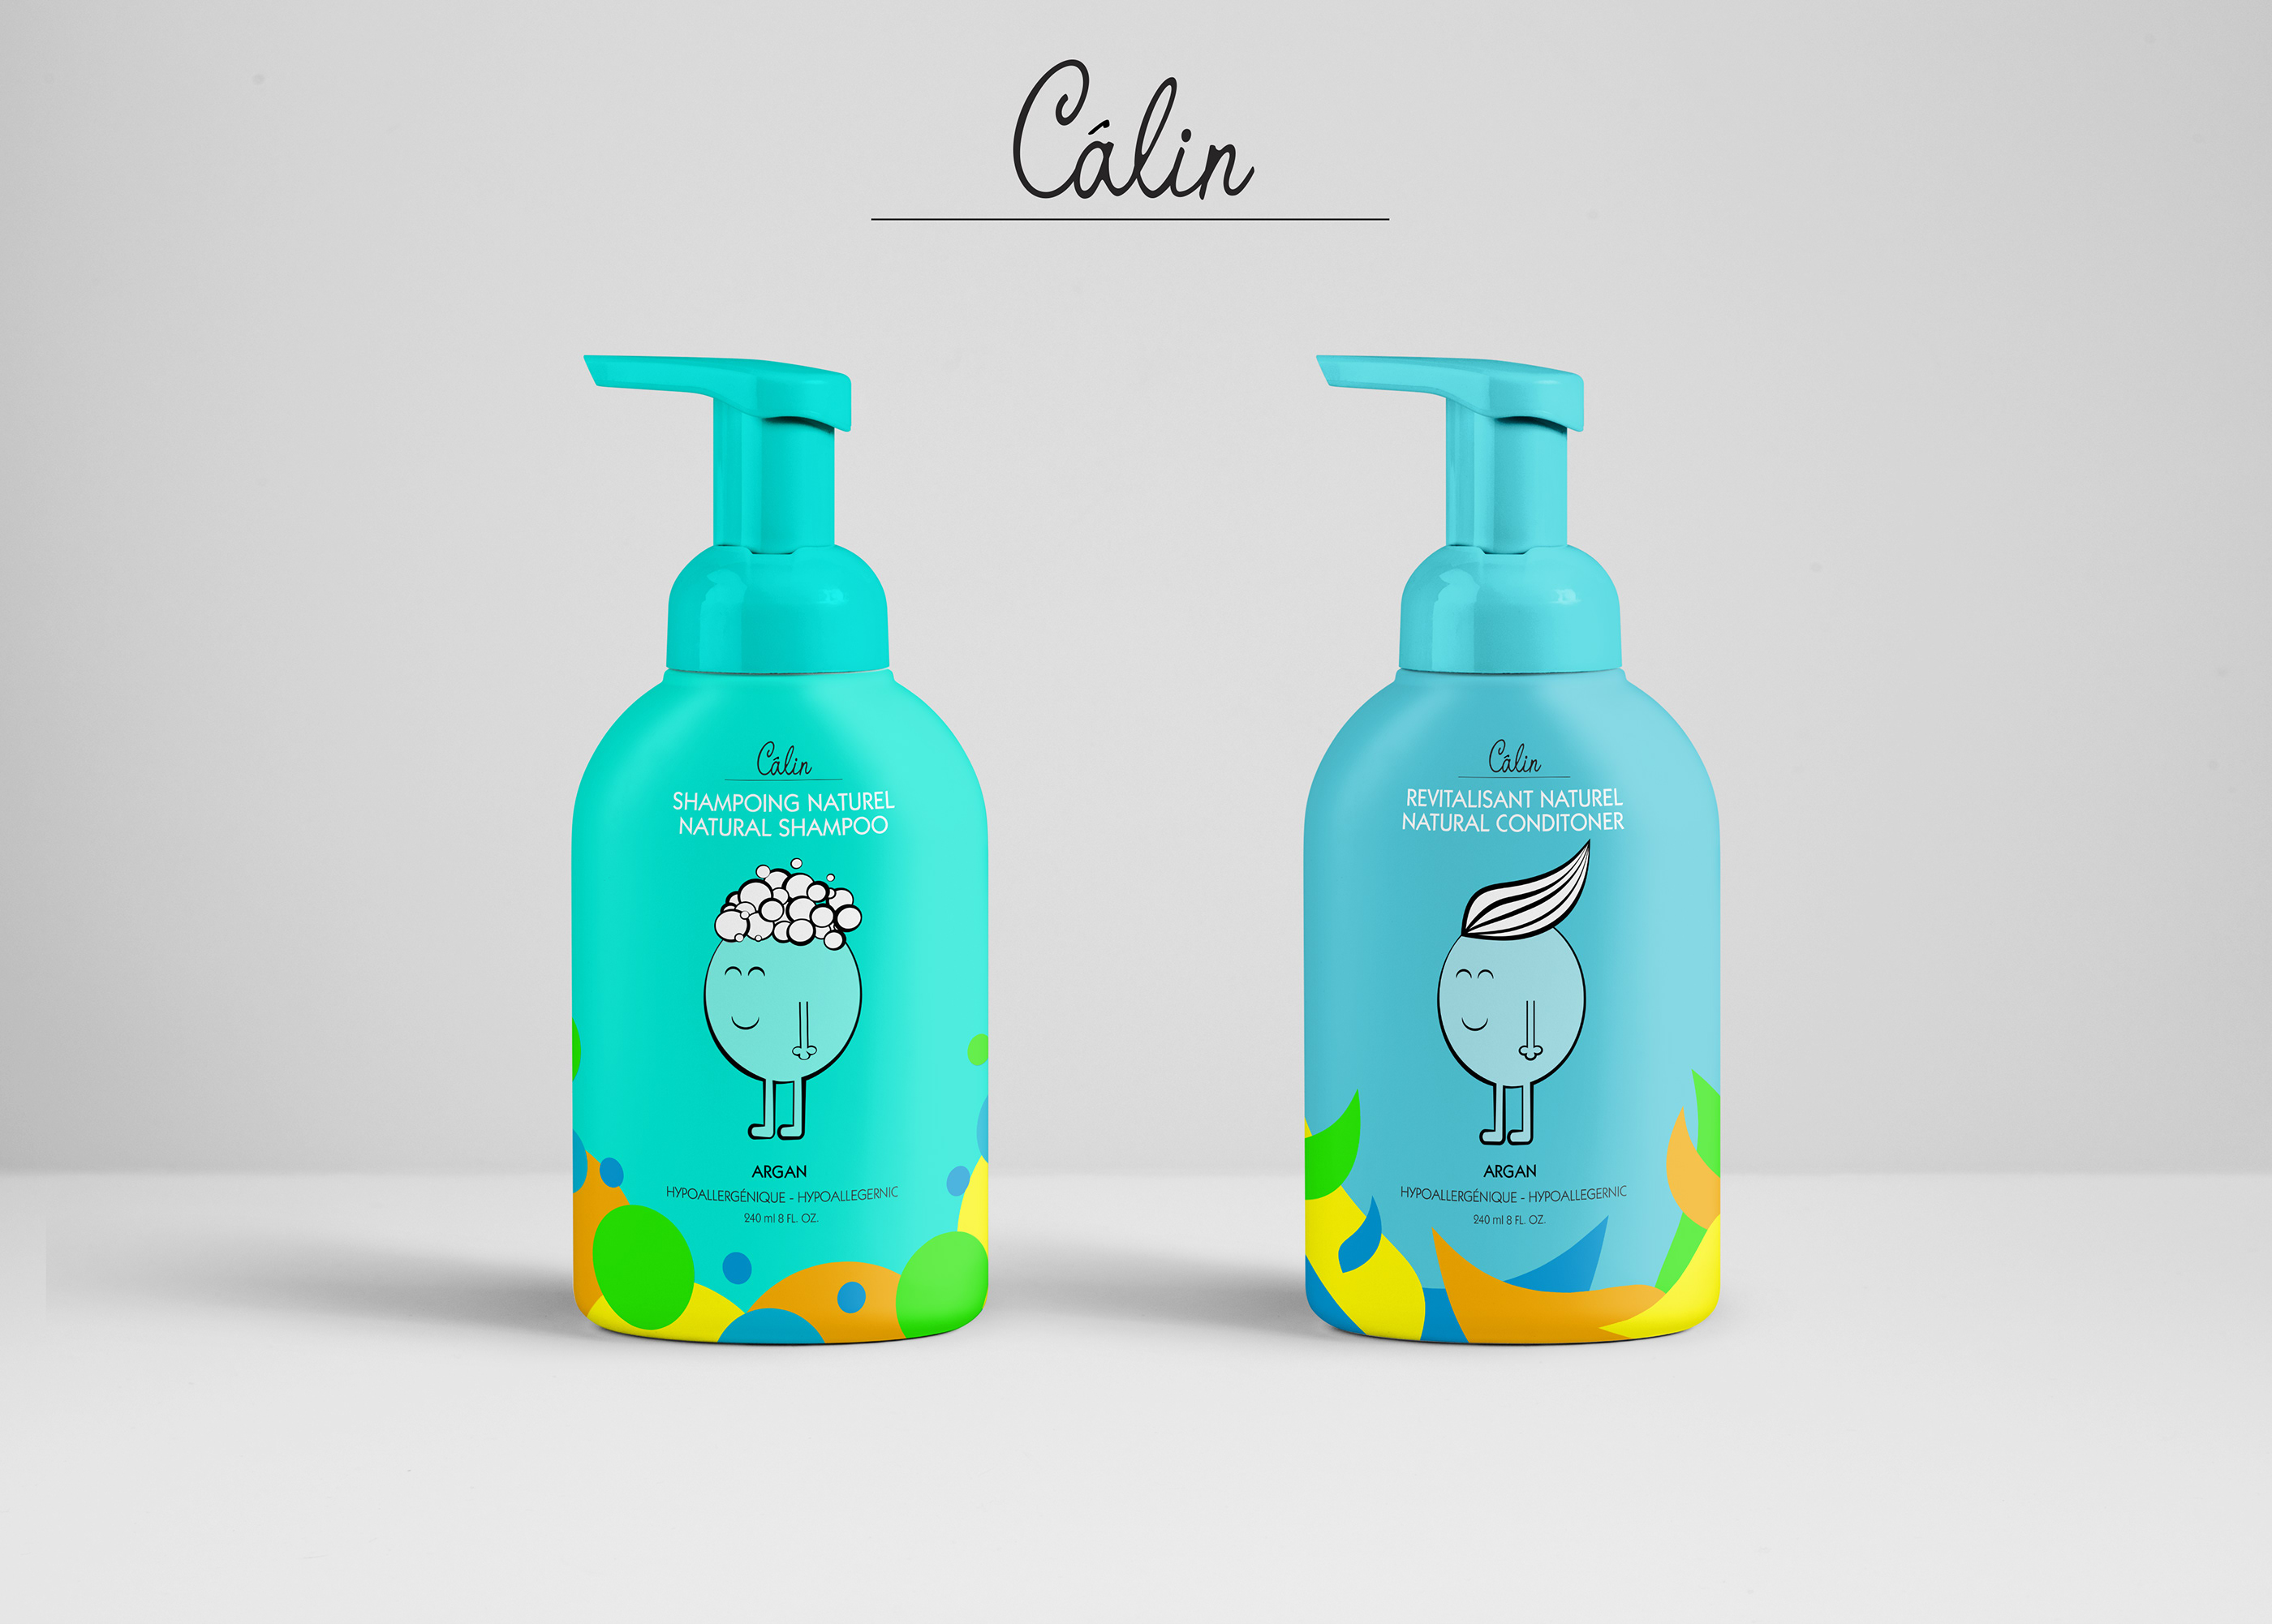 Câlin
Câlin
SHAMPOING NATUREL
NATURAL SHAMPOO
ARGAN
HYPOALLERGÉNIQUE - HYPOALLEGERNIC
240 ml 8 FL. OZ.
Câlin
REVITALISANT NATUREL
NATURAL CONDITONER
ARGAN
HYPOALLERGÉNIQUE - HYPOALLEGERNIC
240 ml 8 FL. OZ.